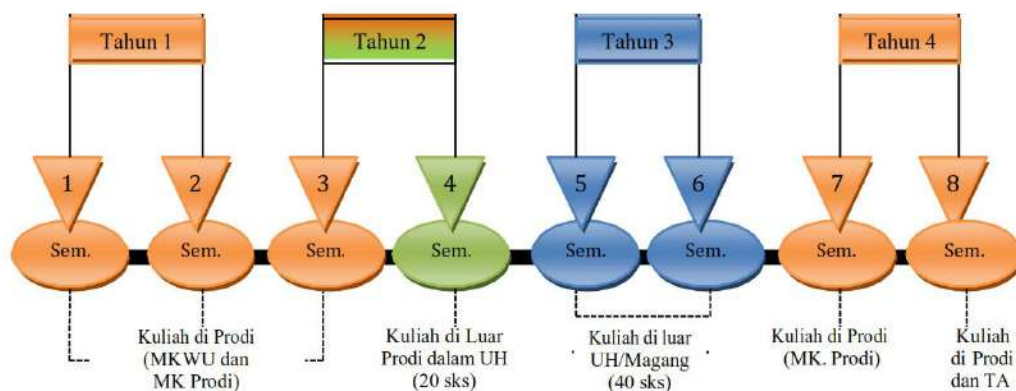 Tahun 1
Tahun 2
Tahun 3
Tahun 4
1
2
3
4
5
6
7
8
Sem.
Sem.
Sem.
Sem.
Sem.
Sem.
Sem.
Sem.
Kuliah di Prodi
(MKWU dan
MK Prodi)
Kuliah di Luar
Prodi dalam UH
(20 sks)
Kuliah di luar
UH/Magang
(40 sks)
Kuliah di Prodi
(MK. Prodi)
Kuliah
di Prodi
dan TA